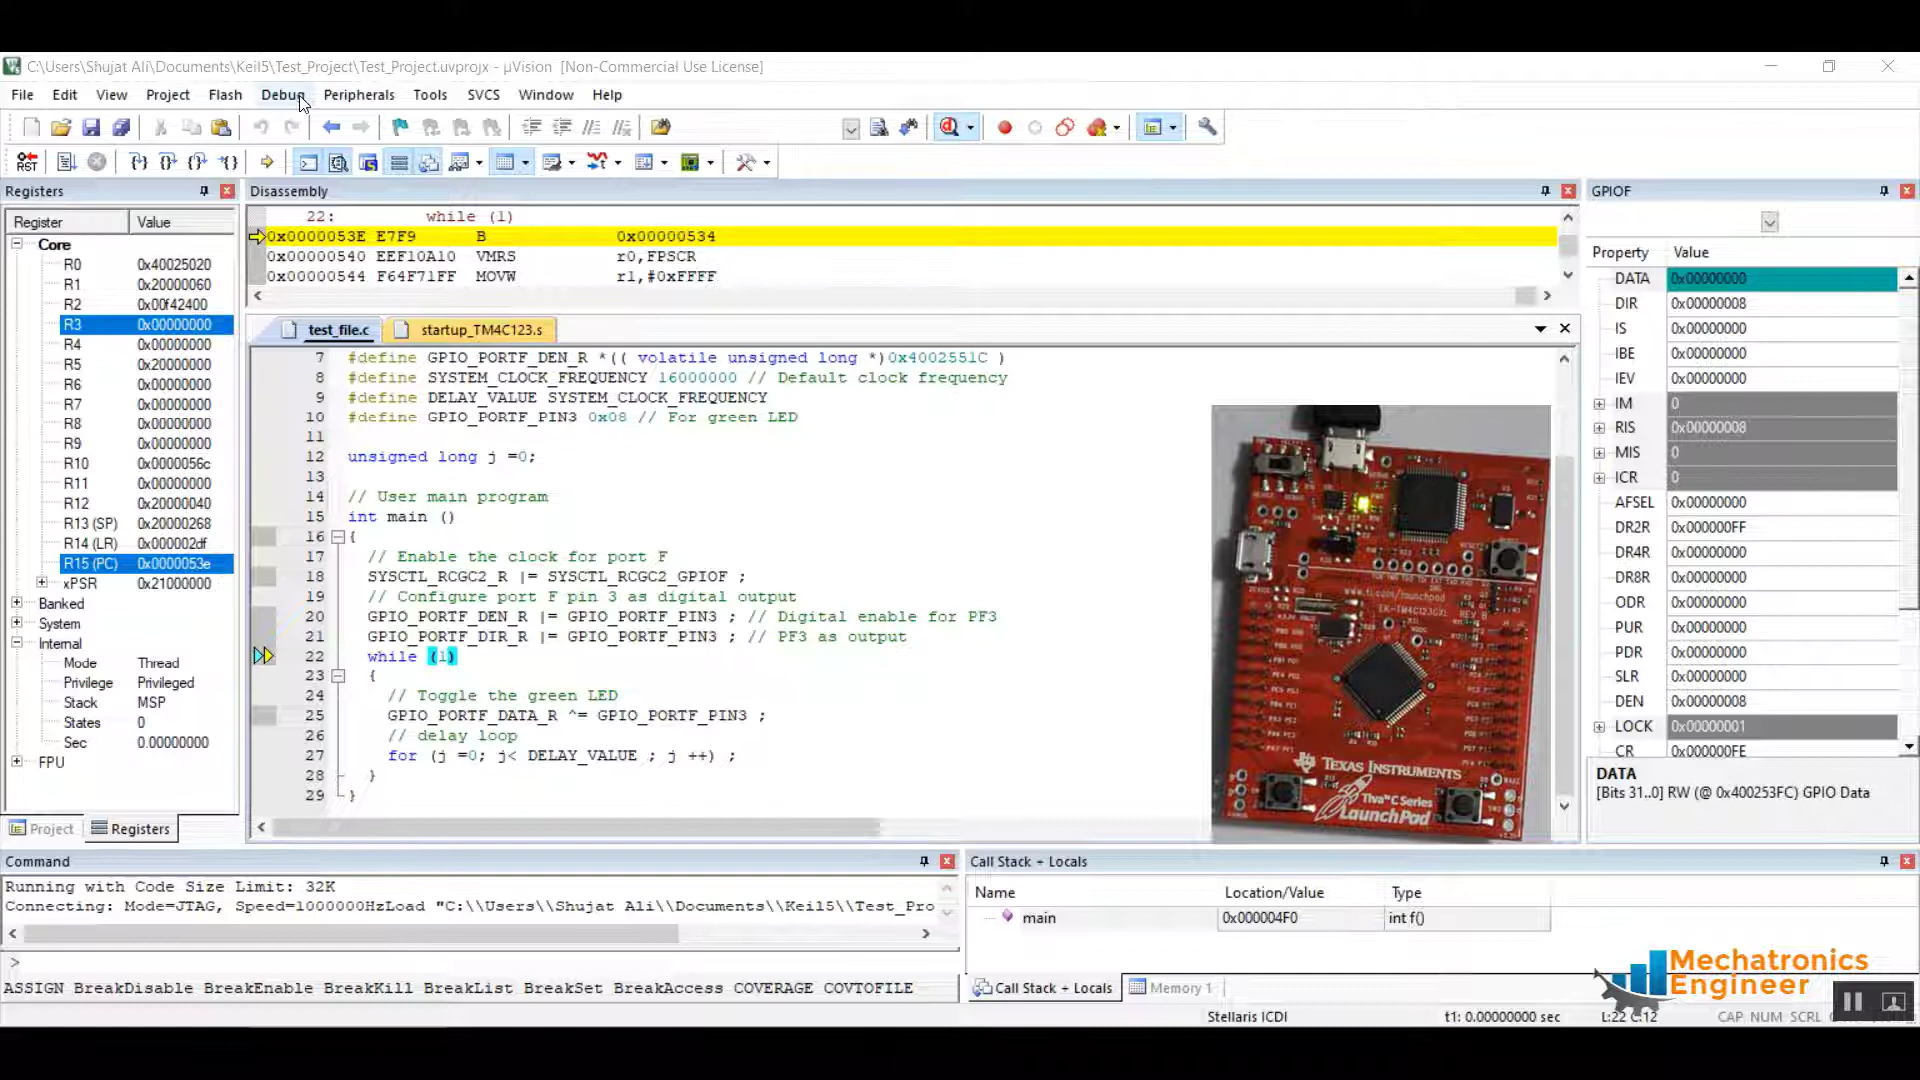 C:\Users\Shujat Ali\Documents\Keil5\Test_Project\Test_Project.uvprojx - µVision [Non-Commercial Use License]
File Edit View Project Flash Debug Peripherals Tools SVCS Window Help
RST
Registers
Register Value
Core
R0 0x40025020
R1 0x20000060
R2 0x00f42400
R3 0x00000000
R4 0x00000000
R5 0x20000000
R6 0x00000000
R7 0x00000000
R8 0x00000000
R9 0x00000000
R10 0x0000056c
R11 0x00000000
R12 0x20000040
R13 (SP) 0x20000268
R14 (LR) 0x000002df
R15 (PC) 0x0000053e
xPSR 0x21000000
Banked
System
Internal
Mode Thread
Privilege Privileged
Stack MSP
States 0
Sec 0.00000000
FPU
Project Registers
Disassembly
22: while (1)
0x0000053E E7F9 B 0x00000534
0x00000540 EEF10A10 VMRS r0,FPSCR
0x00000544 F64F71FF MOVW r1,#0xFFFF
test_file.c startup_TM4C123.s
7 #define GPIO_PORTF_DEN_R *(( volatile unsigned long *)0x4002551C )
8 #define SYSTEM_CLOCK_FREQUENCY 16000000 // Default clock frequency
9 #define DELAY_VALUE SYSTEM_CLOCK_FREQUENCY
10 #define GPIO_PORTF_PIN3 0x08 // For green LED
11
12 unsigned long j =0;
13
14 // User main program
15 int main ()
16 {
17 // Enable the clock for port F
18 SYSCTL_RCGC2_R |= SYSCTL_RCGC2_GPIOF ;
19 // Configure port F pin 3 as digital output
20 GPIO_PORTF_DEN_R |= GPIO_PORTF_PIN3 ; // Digital enable for PF3
21 GPIO_PORTF_DIR_R |= GPIO_PORTF_PIN3 ; // PF3 as output
22 while (1)
23 {
24 // Toggle the green LED
25 GPIO_PORTF_DATA_R ^= GPIO_PORTF_PIN3 ;
26 // delay loop
27 for (j =0; j< DELAY_VALUE ; j ++) ;
28 }
29 }
TEXAS INSTRUMENTS
Tiva™ C Series
LaunchPad
GPIOF
Property Value
DATA 0x00000000
DIR 0x00000008
IS 0x00000000
IBE 0x00000000
IEV 0x00000000
IM 0
RIS 0x00000008
MIS 0
ICR 0
AFSEL 0x00000000
DR2R 0x000000FF
DR4R 0x00000000
DR8R 0x00000000
ODR 0x00000000
PUR 0x00000000
PDR 0x00000000
SLR 0x00000000
DEN 0x00000008
LOCK 0x00000001
CR 0x000000FE
DATA
[Bits 31..0] RW (@ 0x400253FC) GPIO Data
Command
Running with Code Size Limit: 32K
Connecting: Mode=JTAG, Speed=1000000HzLoad "C:\\Users\\Shujat Ali\\Documents\\Keil5\\Test_Pro
>
ASSIGN BreakDisable BreakEnable BreakKill BreakList BreakSet BreakAccess COVERAGE COVTOFILE
Call Stack + Locals
Name Location/Value Type
main 0x000004F0 int f()
Call Stack + Locals Memory 1
Mechatronics
Engineer
Stellaris ICDI t1: 0.00000000 sec L:22 C:12 CAP NUM SCRL